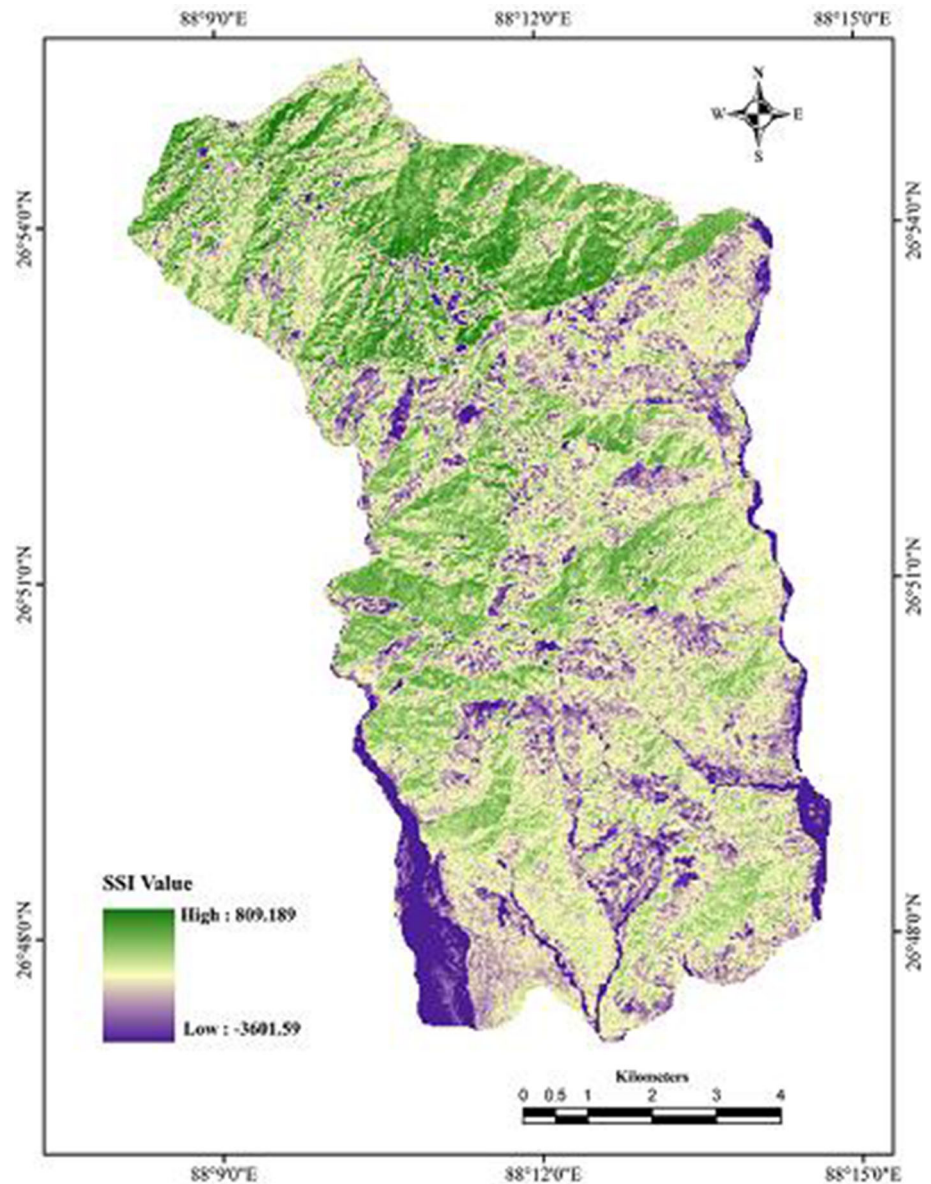 88°9'0"E 88°12'0"E 88°15'0"E
N
W E
S
26°54'0"N 26°54'0"N
26°51'0"N 26°51'0"N
SSI Value
High : 809.189
26°48'0"N 26°48'0"N
Low : -3601.59
Kilometers
0 0.5 1 2 3 4
88°9'0"E 88°12'0"E 88°15'0"E